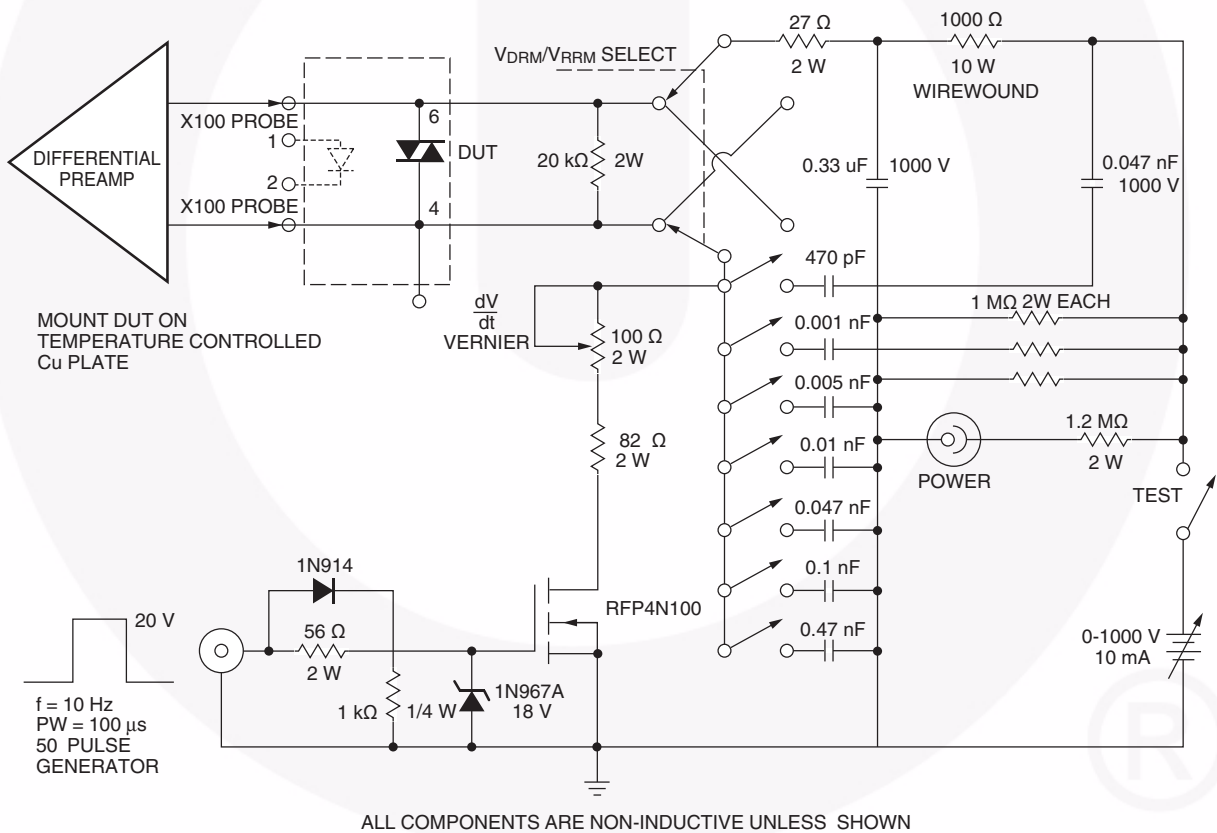 27 Ω
2 W
1000 Ω
10 W
WIREWOUND
VDRM/VRRM SELECT
X100 PROBE
1
2
X100 PROBE
DIFFERENTIAL
PREAMP
6
DUT
4
20 kΩ
2W
0.33 uF
1000 V
0.047 nF
1000 V
470 pF
MOUNT DUT ON
TEMPERATURE CONTROLLED
Cu PLATE
dV
dt
VERNIER
100 Ω
2 W
1 MΩ 2W EACH
0.001 nF
0.005 nF
82 Ω
2 W
0.01 nF
POWER
1.2 MΩ
2 W
TEST
0.047 nF
1N914
RFP4N100
0.1 nF
20 V
56 Ω
2 W
0.47 nF
0-1000 V
10 mA
f = 10 Hz
PW = 100 μs
50 PULSE
GENERATOR
1 kΩ
1/4 W
1N967A
18 V
®
ALL COMPONENTS ARE NON-INDUCTIVE UNLESS SHOWN